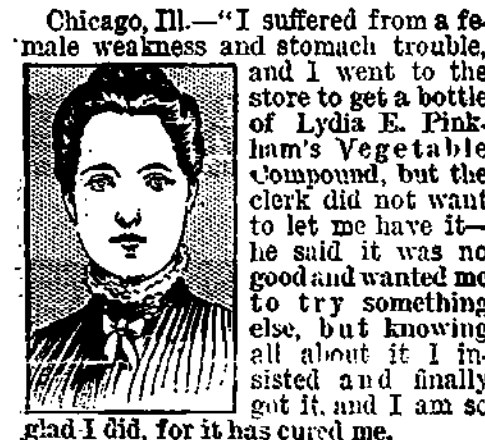 Chicago, Ill.—"I suffered from a fe-
male weakness and stomach trouble,
and I went to the
store to get a bottle
of Lydia E. Pink-
ham's Vegetable
Compound, but the
clerk did not want
to let me have it—
he said it was no
good and wanted me
to try something
else, but knowing
all about it I in-
sisted and finally
got it, and I am so
glad I did, for it has cured me.